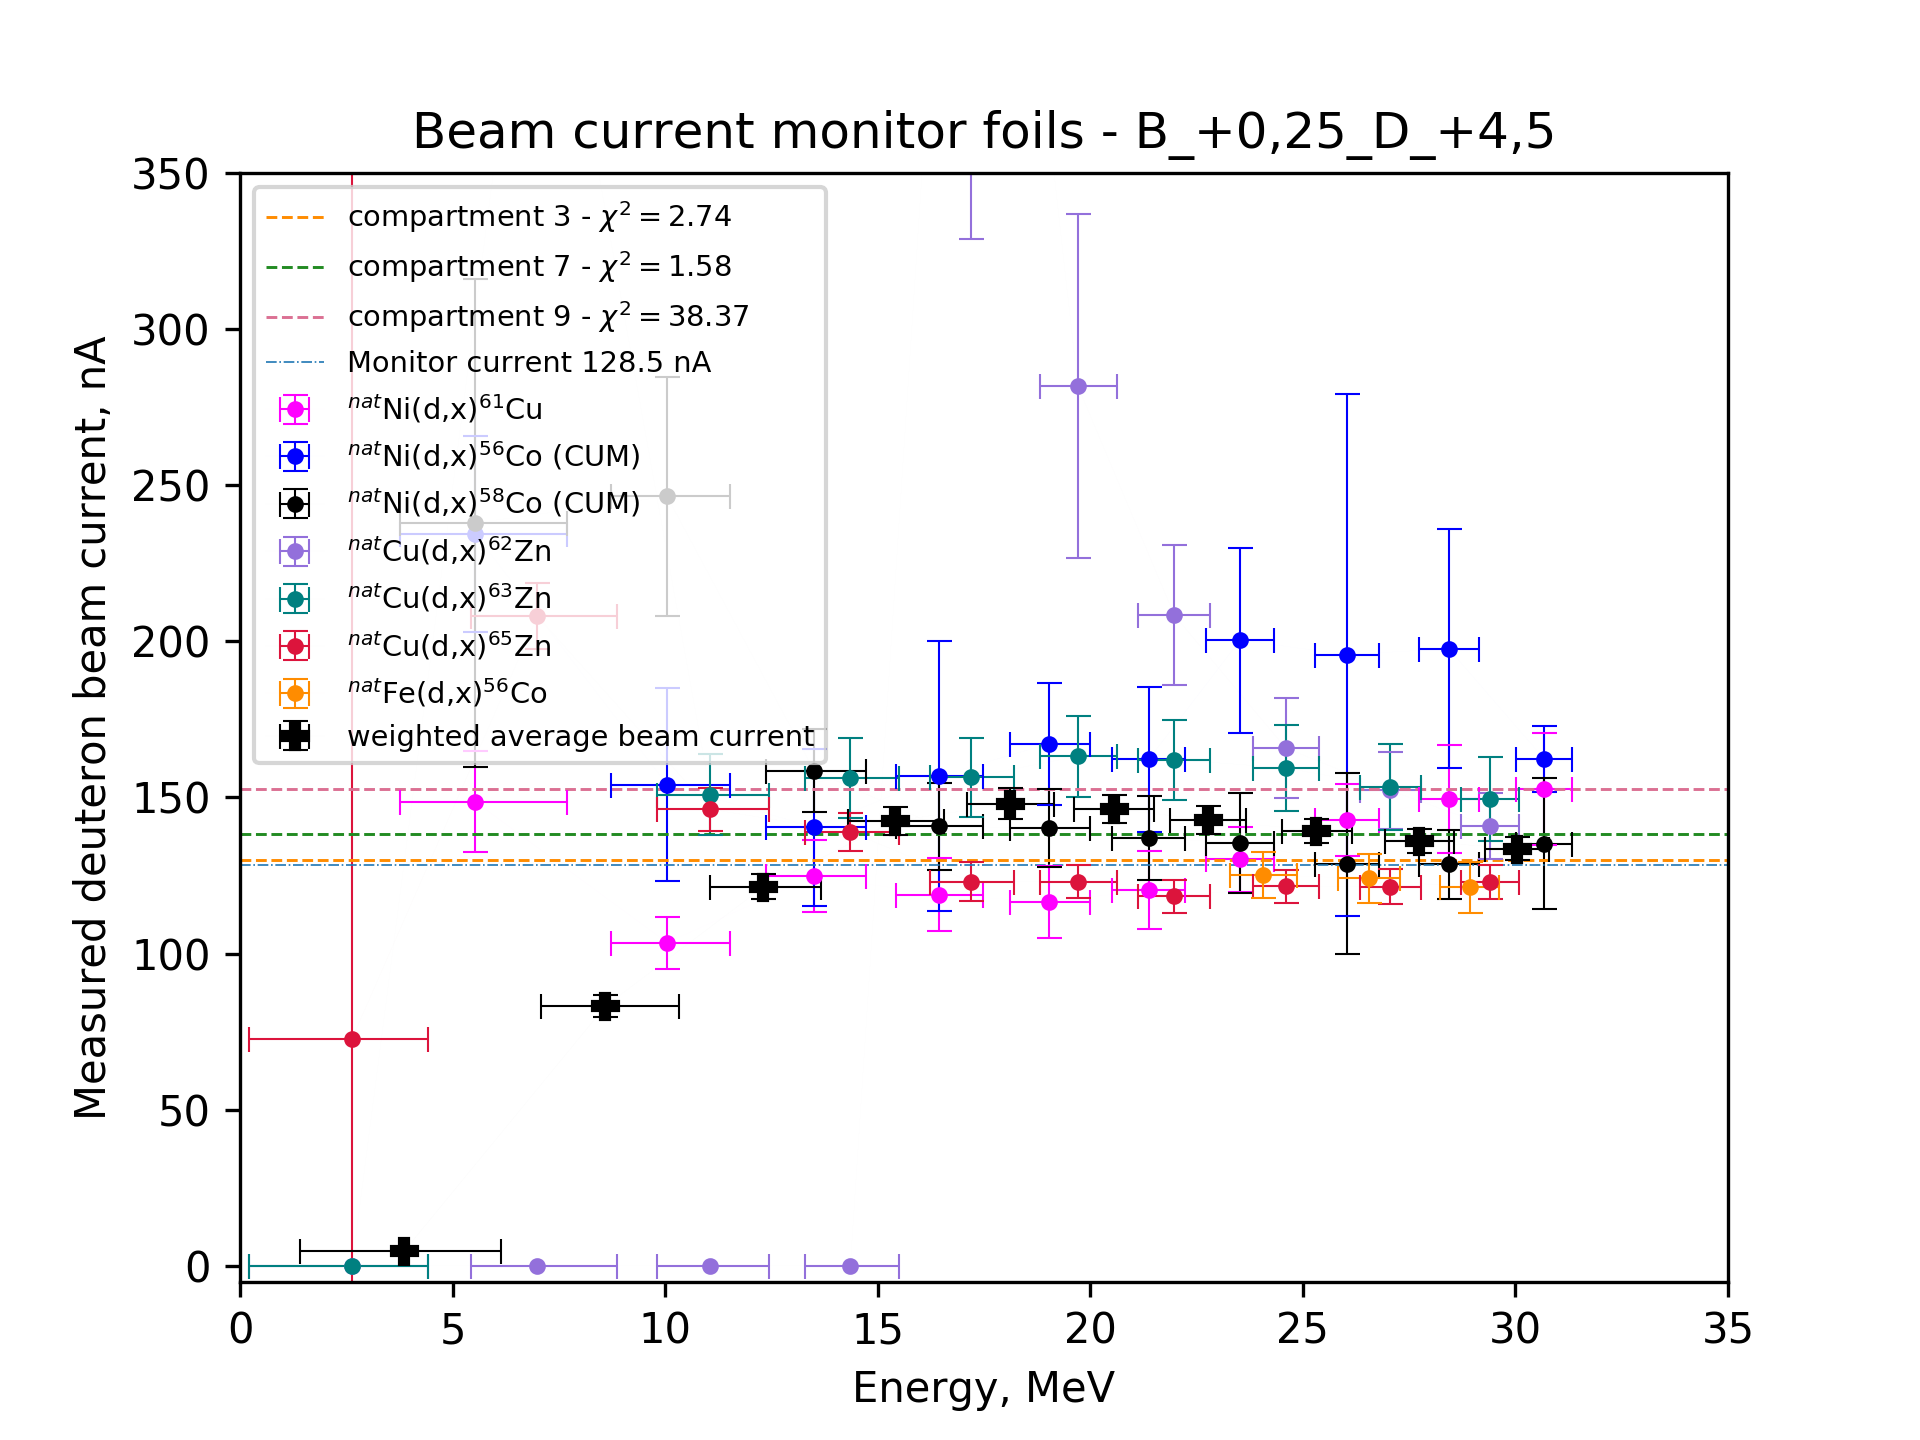 Beam current monitor foils - B_+0,25_D_+4,5
Measured deuteron beam current, nA
350
300
250
200
150
100
50
0
compartment 3 - χ² = 2.74
compartment 7 - χ² = 1.58
compartment 9 - χ² = 38.37
Monitor current 128.5 nA
ⁿᵃᵗNi(d,x)⁶¹Cu
ⁿᵃᵗNi(d,x)⁵⁶Co (CUM)
ⁿᵃᵗNi(d,x)⁵⁸Co (CUM)
ⁿᵃᵗCu(d,x)⁶²Zn
ⁿᵃᵗCu(d,x)⁶³Zn
ⁿᵃᵗCu(d,x)⁶⁵Zn
ⁿᵃᵗFe(d,x)⁵⁶Co
weighted average beam current
0 5 10 15 20 25 30 35
Energy, MeV